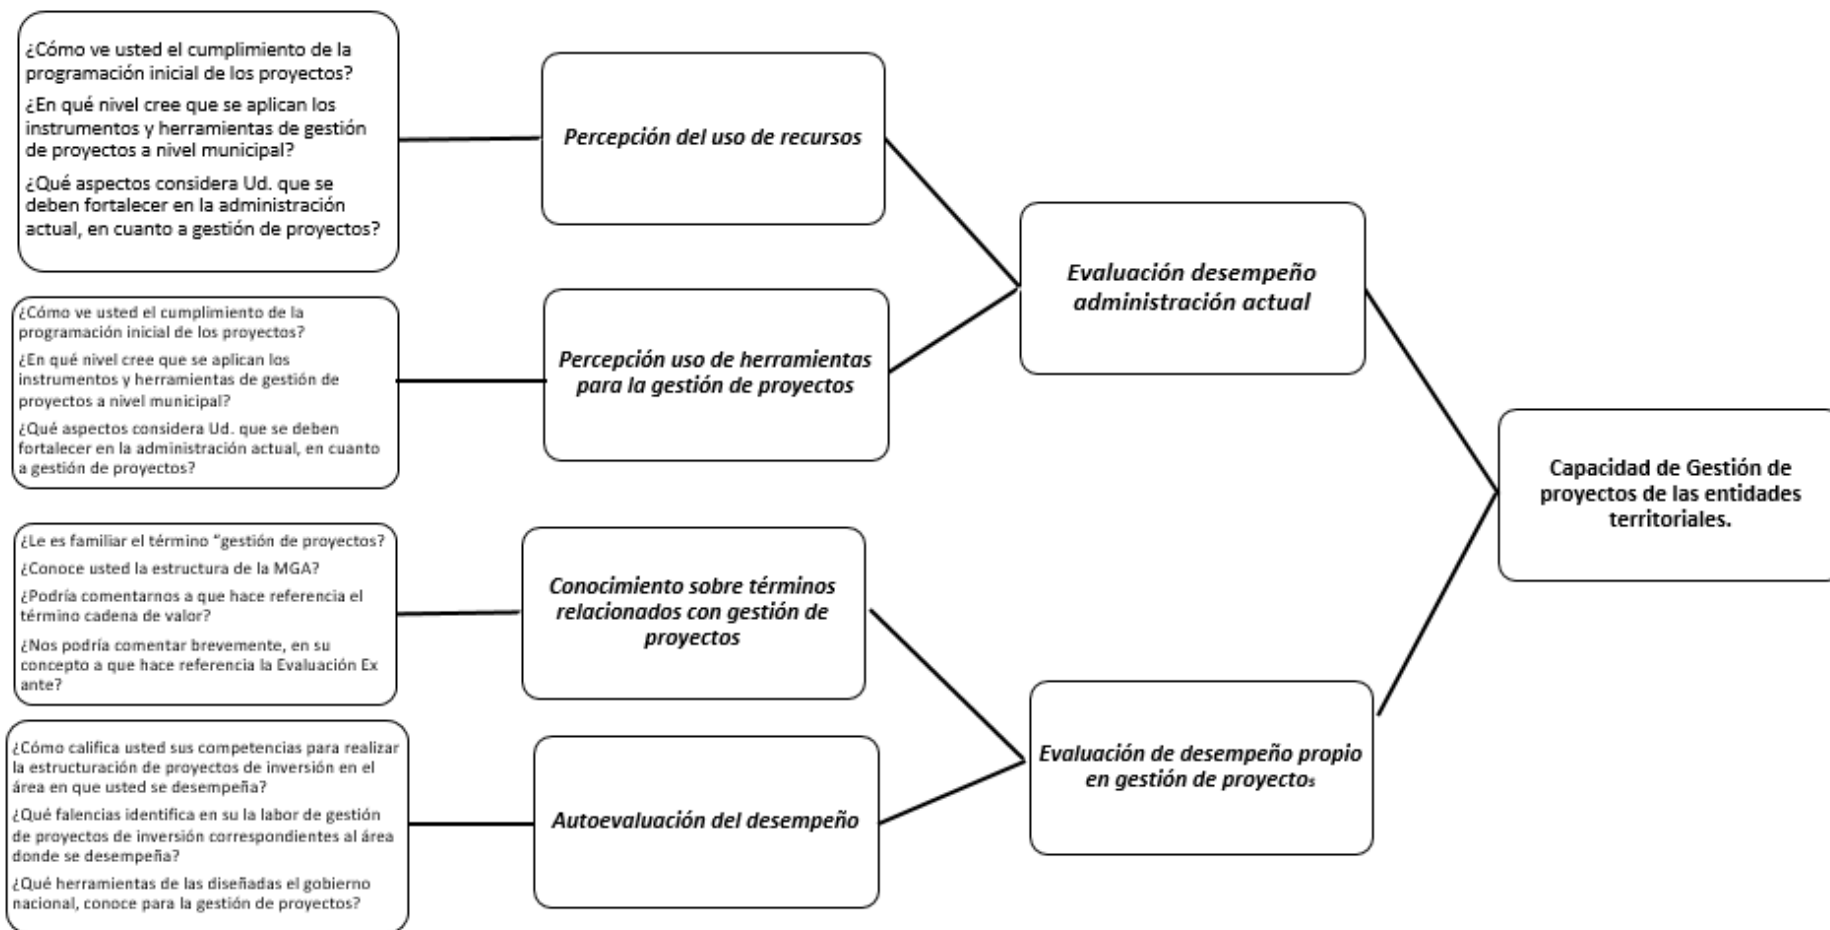 ¿Cómo ve usted el cumplimiento de la
programación inicial de los proyectos?
¿En qué nivel cree que se aplican los
instrumentos y herramientas de gestión
de proyectos a nivel municipal?
¿Qué aspectos considera Ud. que se
deben fortalecer en la administración
actual, en cuanto a gestión de proyectos?
Percepción del uso de recursos
¿Cómo ve usted el cumplimiento de la
programación inicial de los proyectos?
¿En qué nivel cree que se aplican los
instrumentos y herramientas de gestión de
proyectos a nivel municipal?
¿Qué aspectos considera Ud. que se deben
fortalecer en la administración actual, en cuanto
a gestión de proyectos?
Percepción uso de herramientas
para la gestión de proyectos
Evaluación desempeño
administración actual
¿Le es familiar el término “gestión de proyectos?
¿Conoce usted la estructura de la MGA?
¿Podría comentarnos a que hace referencia el
término cadena de valor?
¿Nos podría comentar brevemente, en su
concepto a que hace referencia la Evaluación Ex
ante?
Conocimiento sobre términos
relacionados con gestión de
proyectos
¿Cómo califica usted sus competencias para realizar
la estructuración de proyectos de inversión en el
área en que usted se desempeña?
¿Qué falencias identifica en su la labor de gestión
de proyectos de inversión correspondientes al área
donde se desempeña?
¿Qué herramientas de las diseñadas el gobierno
nacional, conoce para la gestión de proyectos?
Autoevaluación del desempeño
Evaluación de desempeño propio
en gestión de proyectos
Capacidad de Gestión de
proyectos de las entidades
territoriales.